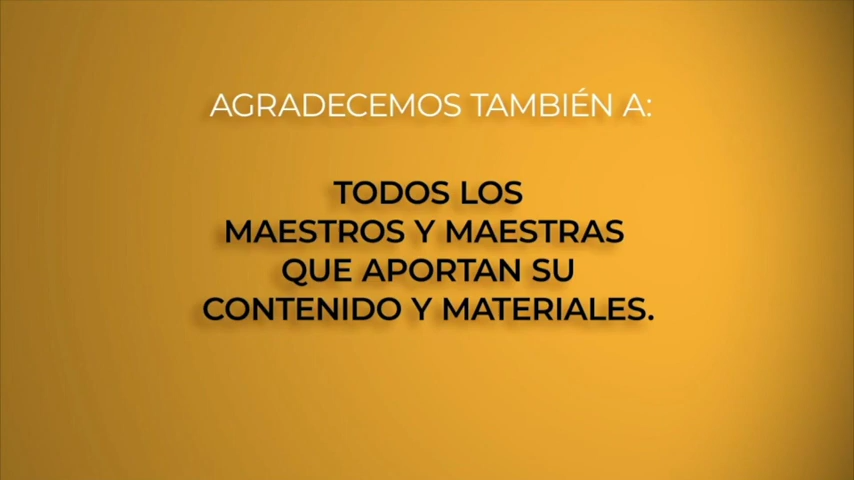 AGRADECEMOS TAMBIÉN A:
TODOS LOS
MAESTROS Y MAESTRAS
QUE APORTAN SU
CONTENIDO Y MATERIALES.